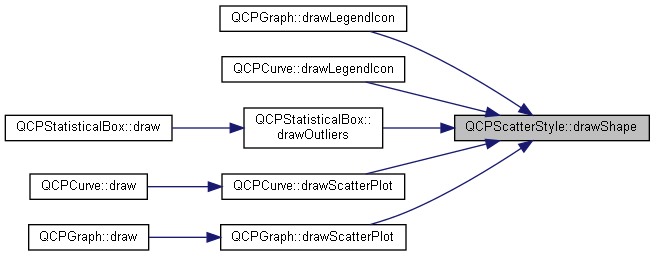 QCPGraph::drawLegendIcon
QCPCurve::drawLegendIcon
QCPStatisticalBox::draw
QCPStatisticalBox::
drawOutliers
QCPScatterStyle::drawShape
QCPCurve::draw
QCPCurve::drawScatterPlot
QCPGraph::draw
QCPGraph::drawScatterPlot